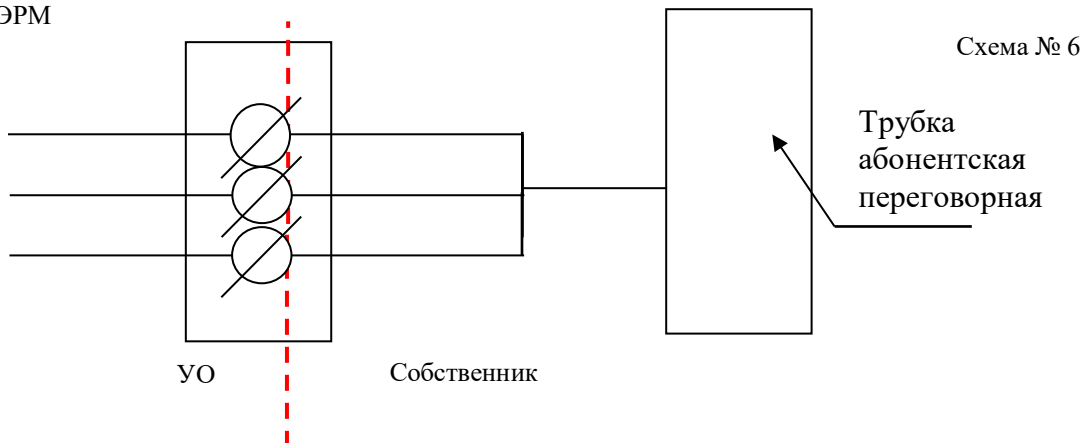 ЭРМ
Схема № 6
Трубка
абонентская
переговорная
УО
Собственник